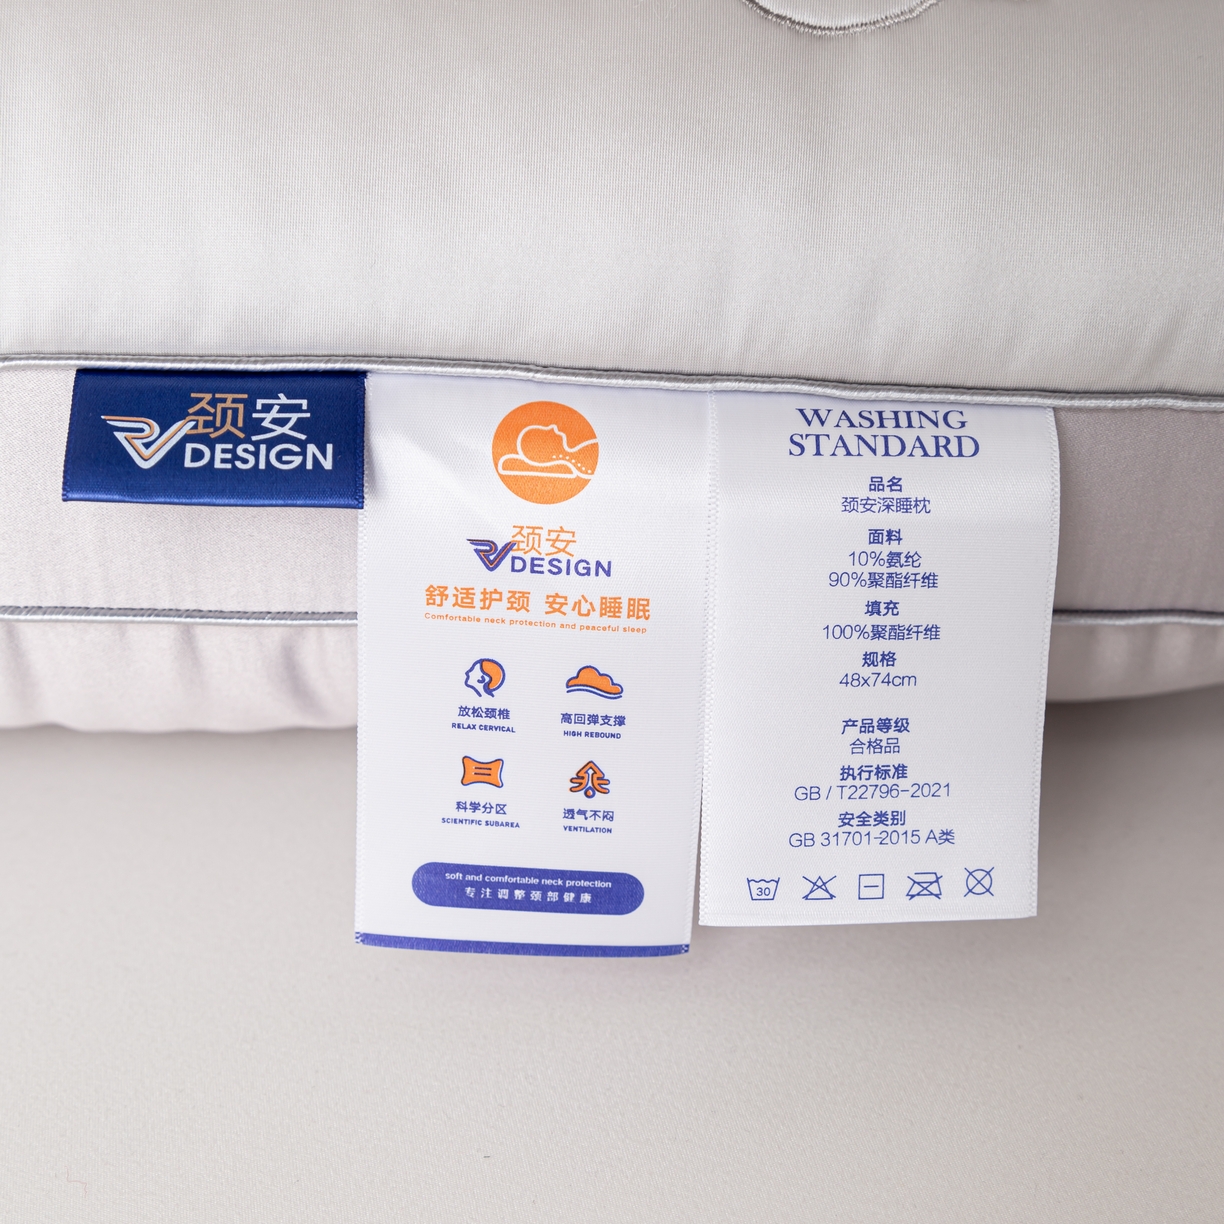 颈安
DESIGN
颈安
DESIGN
舒适护颈 安心睡眠
Comfortable neck protection and peaceful sleep
放松颈椎
RELAX CERVICAL
高回弹支撑
HIGH REBOUND
科学分区
SCIENTIFIC SUBAREA
透气不闷
VENTILATION
soft and comfortable neck protection
专注调整颈部健康
WASHING
STANDARD
品名
颈安深睡枕
面料
10%氨纶
90%聚酯纤维
填充
100%聚酯纤维
规格
48x74cm
产品等级
合格品
执行标准
GB / T22796-2021
安全类别
GB 31701-2015 A类
30